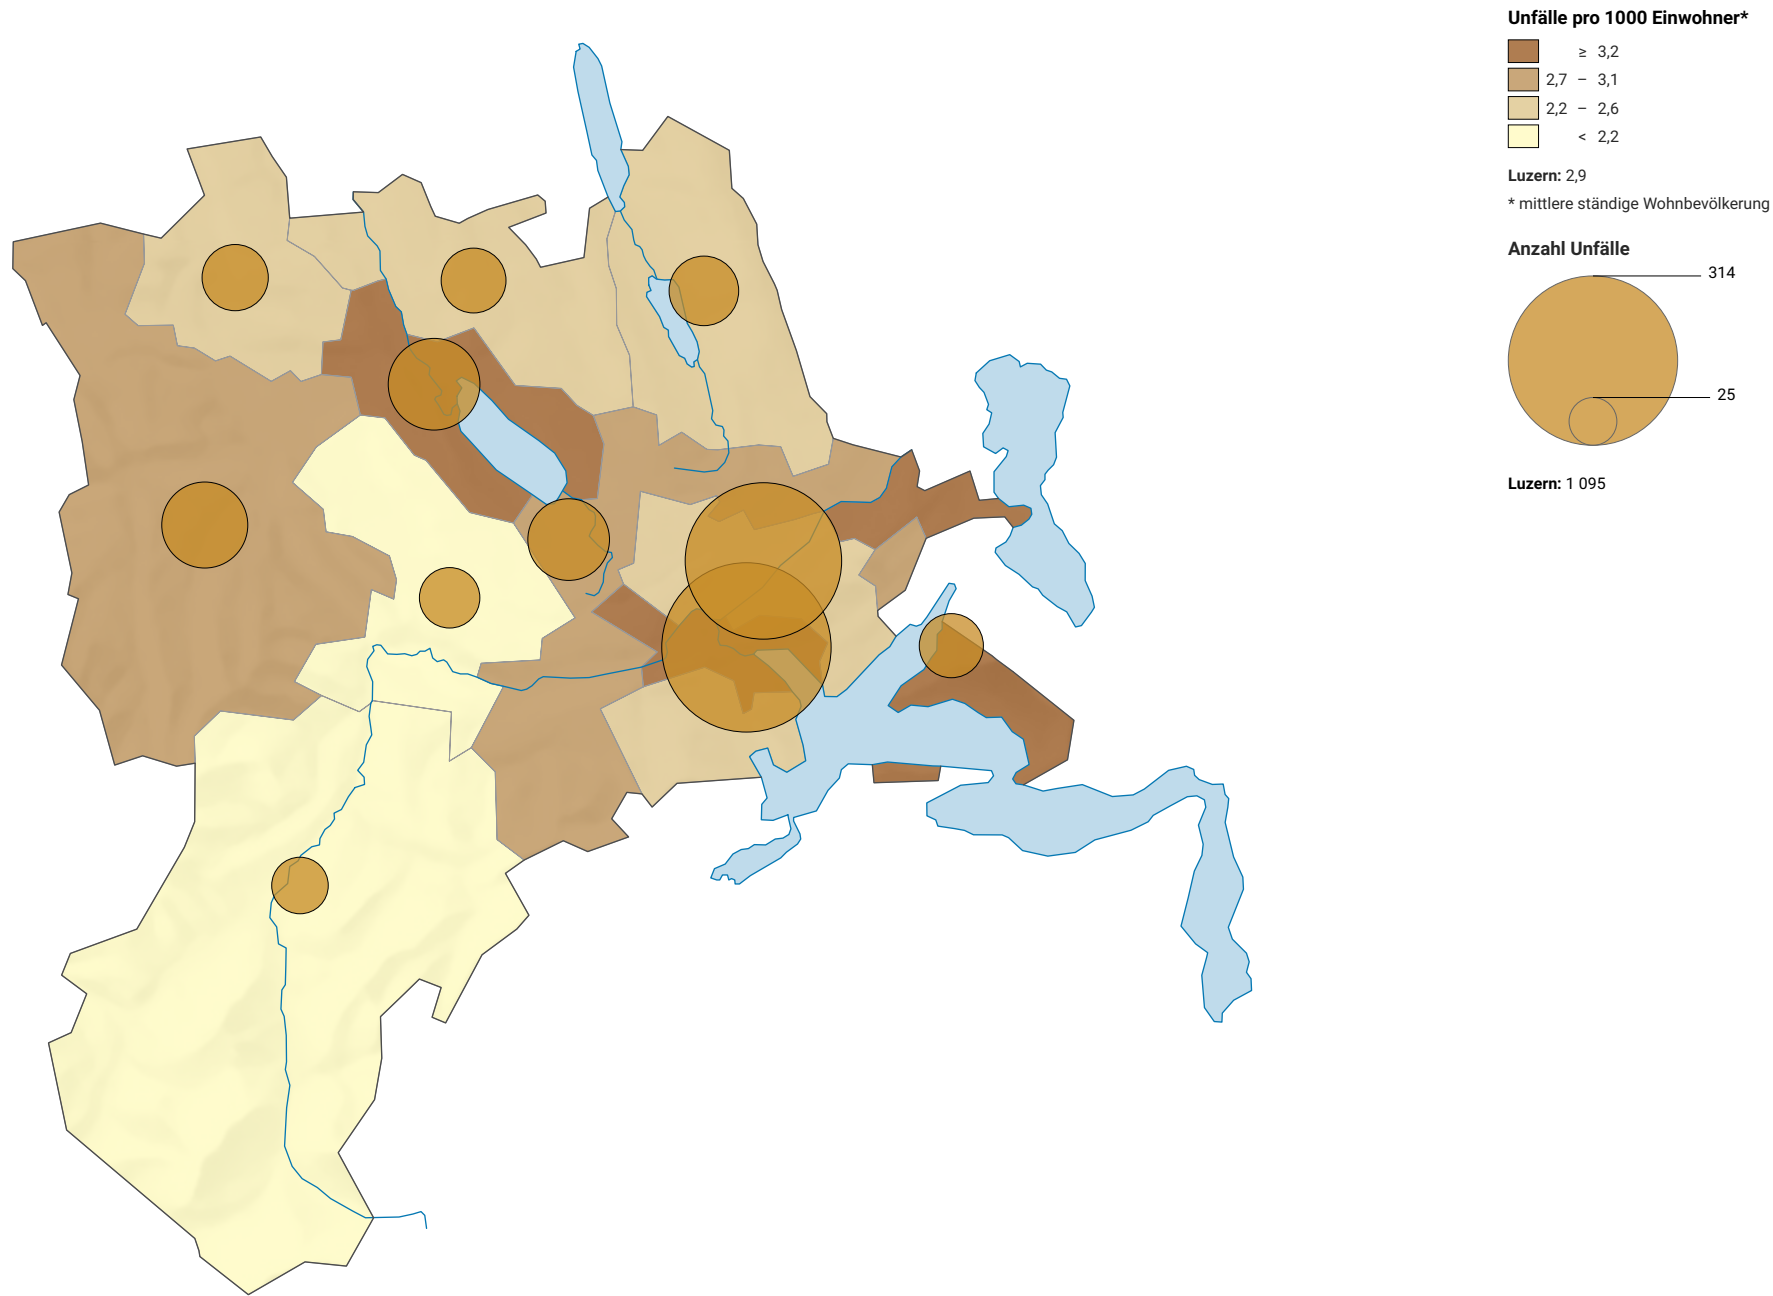 Unfälle pro 1000 Einwohner*
≥ 3,2
2,7 – 3,1
2,2 – 2,6
< 2,2
Luzern: 2,9
* mittlere ständige Wohnbevölkerung
Anzahl Unfälle
314
25
Luzern: 1 095